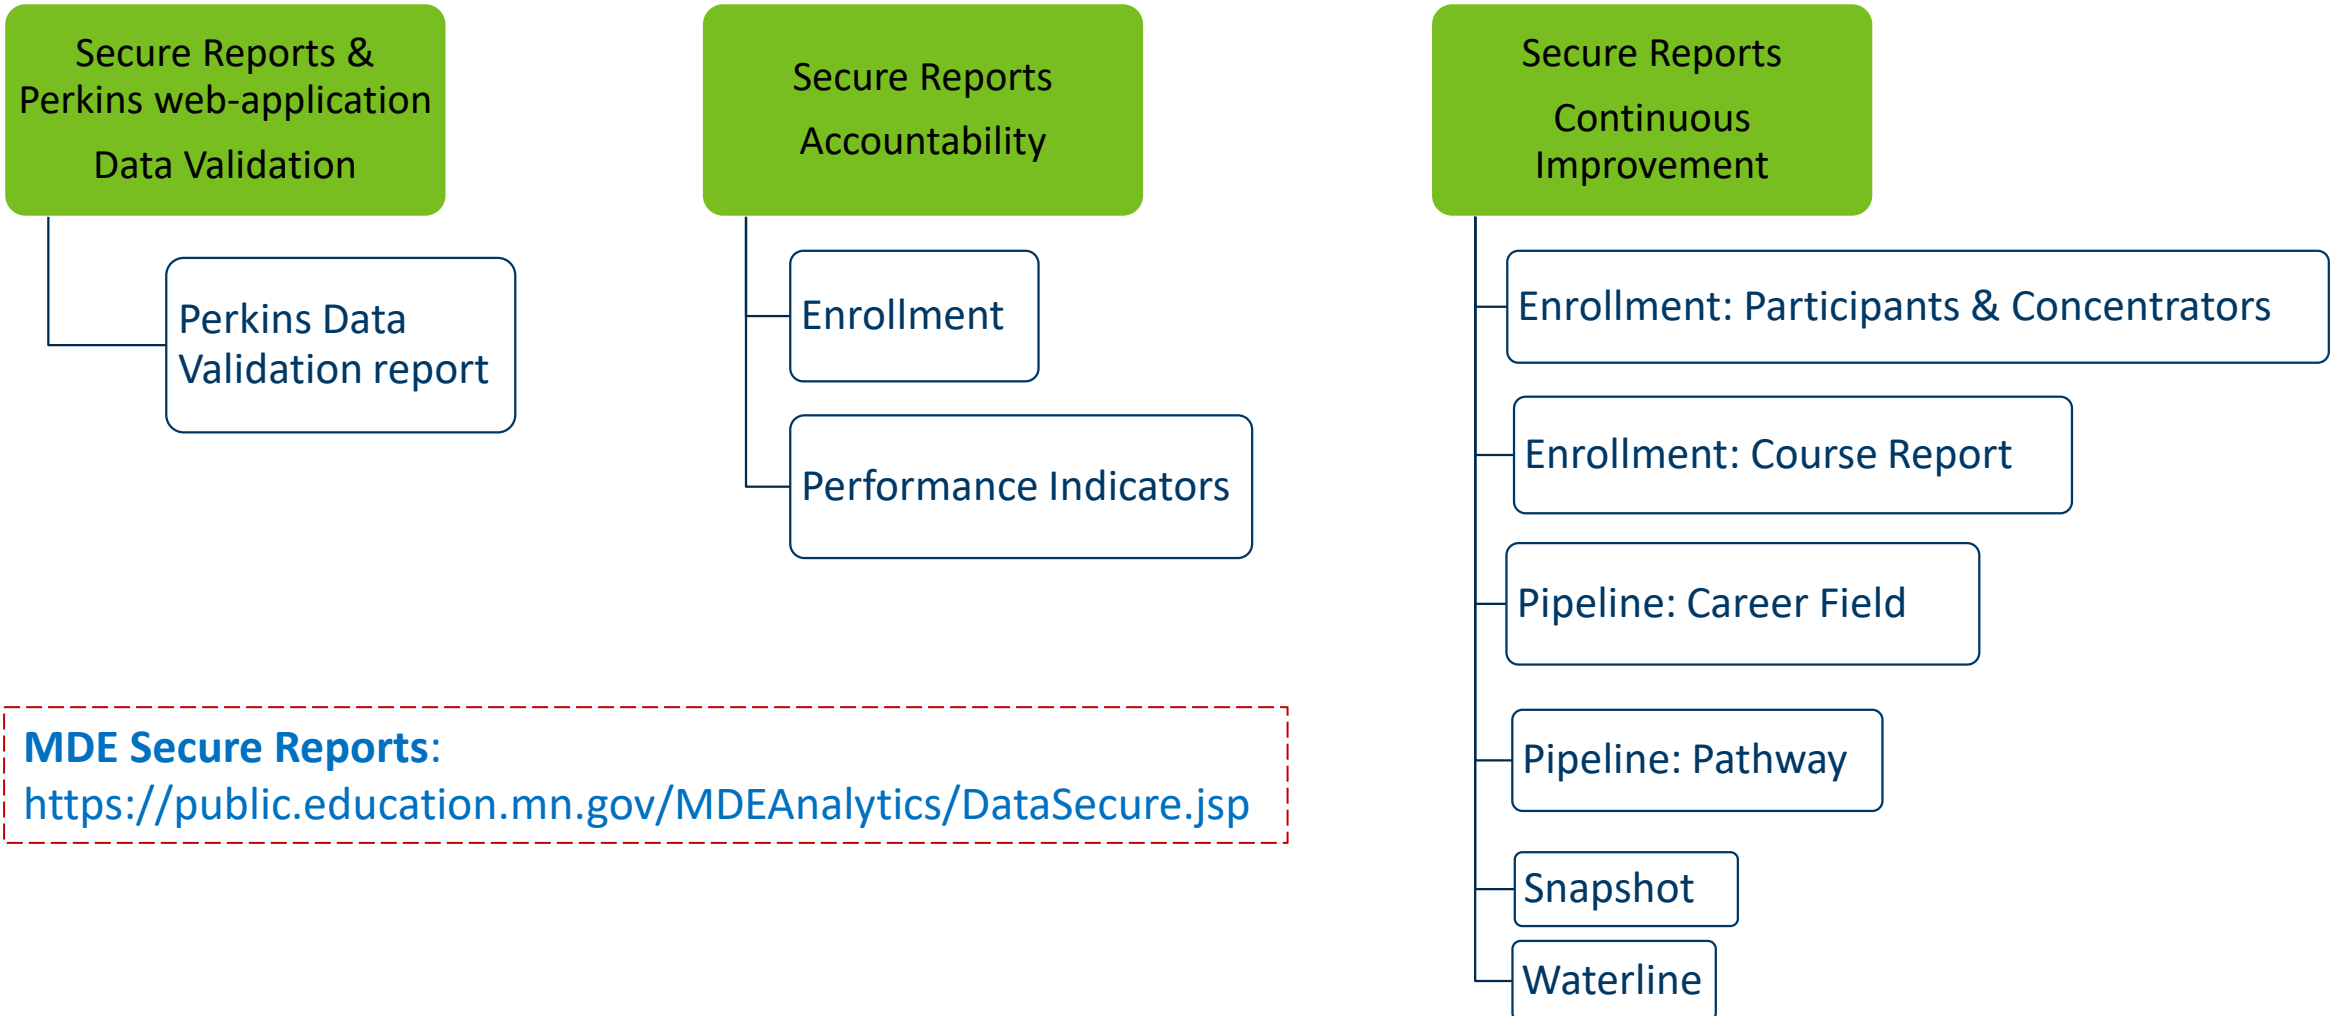 Secure Reports &
Perkins web-application
Data Validation
Perkins Data
Validation report
Secure Reports
Accountability
Enrollment
Performance Indicators
Secure Reports
Continuous
Improvement
Enrollment: Participants & Concentrators
Enrollment: Course Report
Pipeline: Career Field
Pipeline: Pathway
Snapshot
Waterline
MDE Secure Reports:
https://public.education.mn.gov/MDEAnalytics/DataSecure.jsp